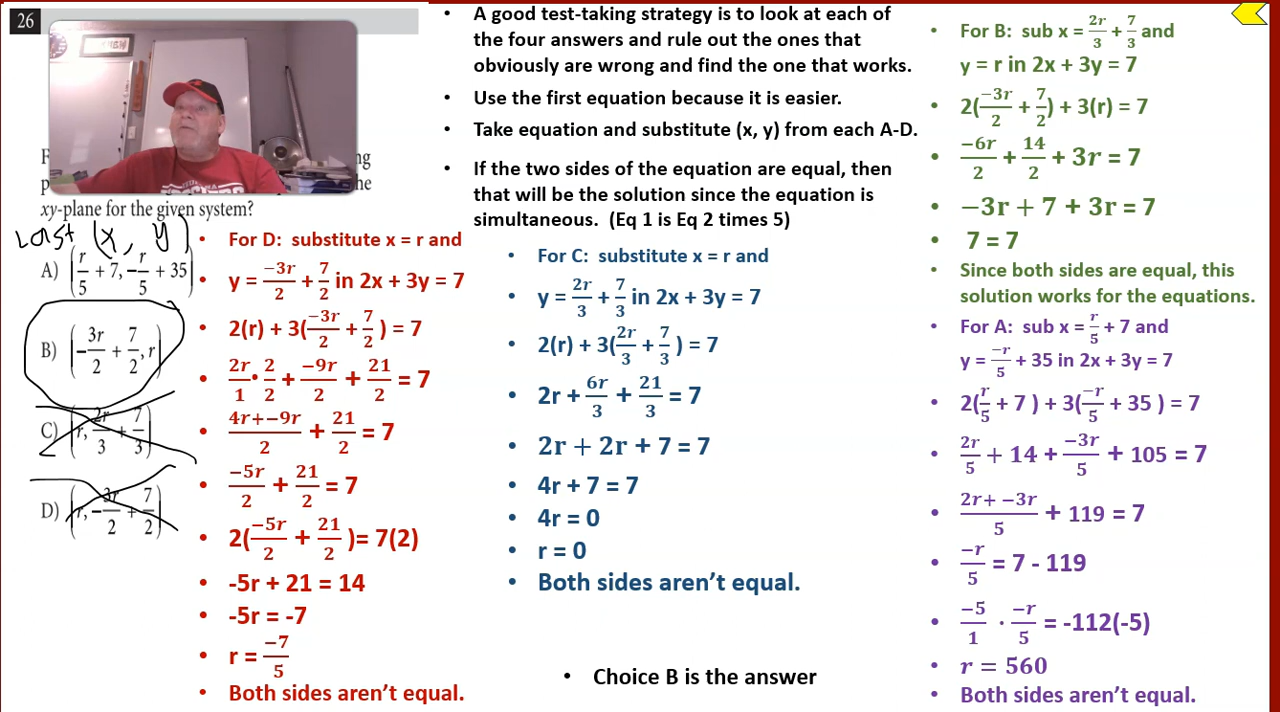 26
F
ng
p
he
xy-plane for the given system?
Last (x, y)
A) (r/5 + 7, -r/5 + 35)
B) (-3r/2 + 7/2, r)
C) (r, 2r/3 + 7/3)
D) (r, -3r/2 + 7/2)
• For D: substitute x = r and
• y = -3r/2 + 7/2 in 2x + 3y = 7
• 2(r) + 3(-3r/2 + 7/2) = 7
• 2r/1 • 2/2 + -9r/2 + 21/2 = 7
• 4r+-9r/2 + 21/2 = 7
• -5r/2 + 21/2 = 7
• 2(-5r/2 + 21/2)= 7(2)
• -5r + 21 = 14
• -5r = -7
• r = -7/5
• Both sides aren't equal.
• A good test-taking strategy is to look at each of
the four answers and rule out the ones that
obviously are wrong and find the one that works.
• Use the first equation because it is easier.
• Take equation and substitute (x, y) from each A-D.
• If the two sides of the equation are equal, then
that will be the solution since the equation is
simultaneous. (Eq 1 is Eq 2 times 5)
• For C: substitute x = r and
• y = 2r/3 + 7/3 in 2x + 3y = 7
• 2(r) + 3(2r/3 + 7/3) = 7
• 2r + 6r/3 + 21/3 = 7
• 2r + 2r + 7 = 7
• 4r + 7 = 7
• 4r = 0
• r = 0
• Both sides aren't equal.
• Choice B is the answer
• For B: sub x = 2r/3 + 7/3 and
y = r in 2x + 3y = 7
• 2(-3r/2 + 7/2) + 3(r) = 7
• -6r/2 + 14/2 + 3r = 7
• −3r + 7 + 3r = 7
• 7 = 7
• Since both sides are equal, this
solution works for the equations.
• For A: sub x = r/5 + 7 and
y = -r/5 + 35 in 2x + 3y = 7
• 2(r/5 + 7 ) + 3(-r/5 + 35 ) = 7
• 2r/5 + 14 + -3r/5 + 105 = 7
• 2r+ -3r/5 + 119 = 7
• -r/5 = 7 - 119
• -5/1 · -r/5 = -112(-5)
• r = 560
• Both sides aren't equal.